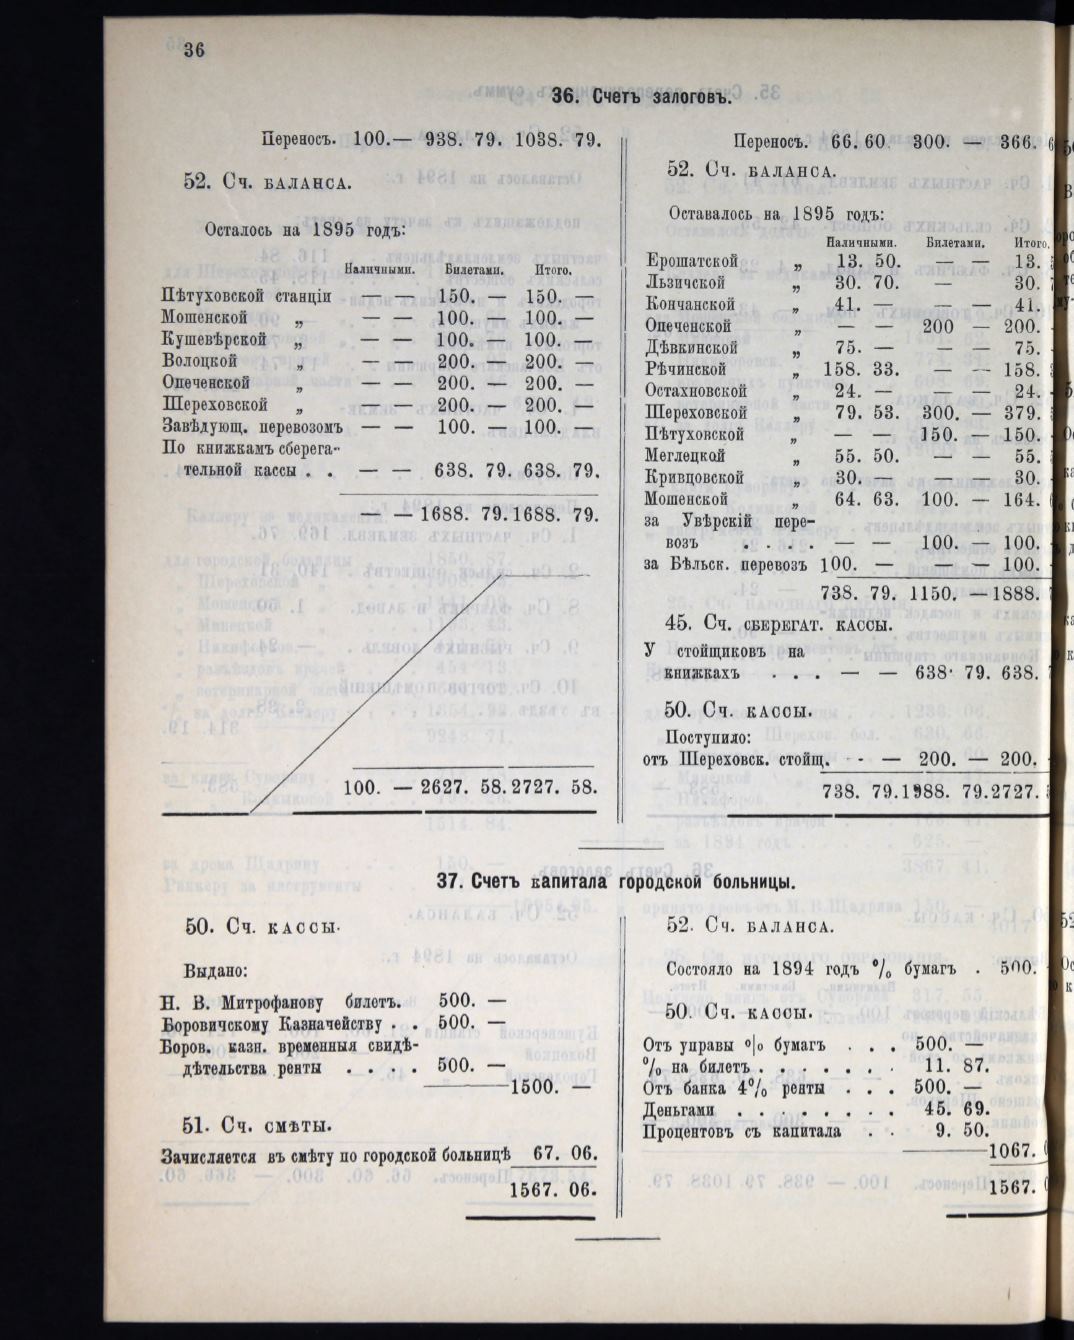 36
36. Счетъ залоговъ.
Переносъ. 100.— 938. 79. 1038. 79.
52. Сч. БАЛАНСА.
Осталось на 1895 годъ:
Наличными. Билетами. Итого.
Пѣтуховской станціи — — 150. — 150. —
Мошенской „ — — 100. — 100. —
Кушевѣрской „ — — 100. — 100. —
Волоцкой „ — — 200. — 200. —
Опеченской „ — — 200. — 200. —
Шереховской „ — — 200. — 200. —
Завѣдующ. перевозомъ — — 100. — 100. —
По книжкамъ сберега-
тельной кассы . . — — 638. 79. 638. 79.
— — 1688. 79. 1688. 79.
100. — 2627. 58. 2727. 58.
Переносъ. 66. 60. 300. — 366.
52. Сч. БАЛАНСА.
Оставалось на 1895 годъ:
Наличными. Билетами. Итого.
Ерошатской „ 13. 50. — — 13.
Льзичской „ 30. 70. — 30.
Кончанской „ 41. — — — 41.
Опеченской „ — — 200 — 200.
Дѣвкинской „ 75. — 75.
Рѣчинской „ 158. 33. — — 158.
Остахновской „ 24. — — — 24.
Шереховской „ 79. 53. 300. — 379.
Пѣтуховской „ — — 150. — 150.
Меглецкой „ 55. 50. — — 55.
Кривцовской „ 30. — — — 30.
Мошенской „ 64. 63. 100. — 164.
за Увѣрскій пере-
возъ . . . . — — 100. — 100.
за Бѣльск. перевозъ 100. — — — 100.
738. 79. 1150. — 1888.
45. Сч. СБЕРЕГАТ. КАССЫ.
У стойщиковъ на
книжкахъ . . . — — 638. 79. 638.
50. Сч. КАССЫ.
Поступило:
отъ Шереховск. стойщ. - - — 200. — 200.
738. 79. 1988. 79. 2727.
37. Счетъ капитала городской больницы.
50. Сч. КАССЫ.
Выдано:
Н. В. Митрофанову билетъ. 500. —
Боровичскому Казначейству . . 500. —
Боров. казн. временныя свидѣ-
дѣтельства ренты . . . . 500. —
1500. —
51. Сч. СМѢТЫ.
Зачисляется въ смѣту по городской больницѣ 67. 06.
1567. 06.
52. Сч. БАЛАНСА.
Состояло на 1894 годъ % бумагъ . 500.
50. Сч. КАССЫ.
Отъ управы % бумагъ . . . 500. —
% на билетъ . . . . . . . 11. 87.
Отъ банка 4% ренты . . . 500. —
Деньгами . . . . . . . . 45. 69.
Процентовъ съ капитала . . 9. 50.
1067.
1567.